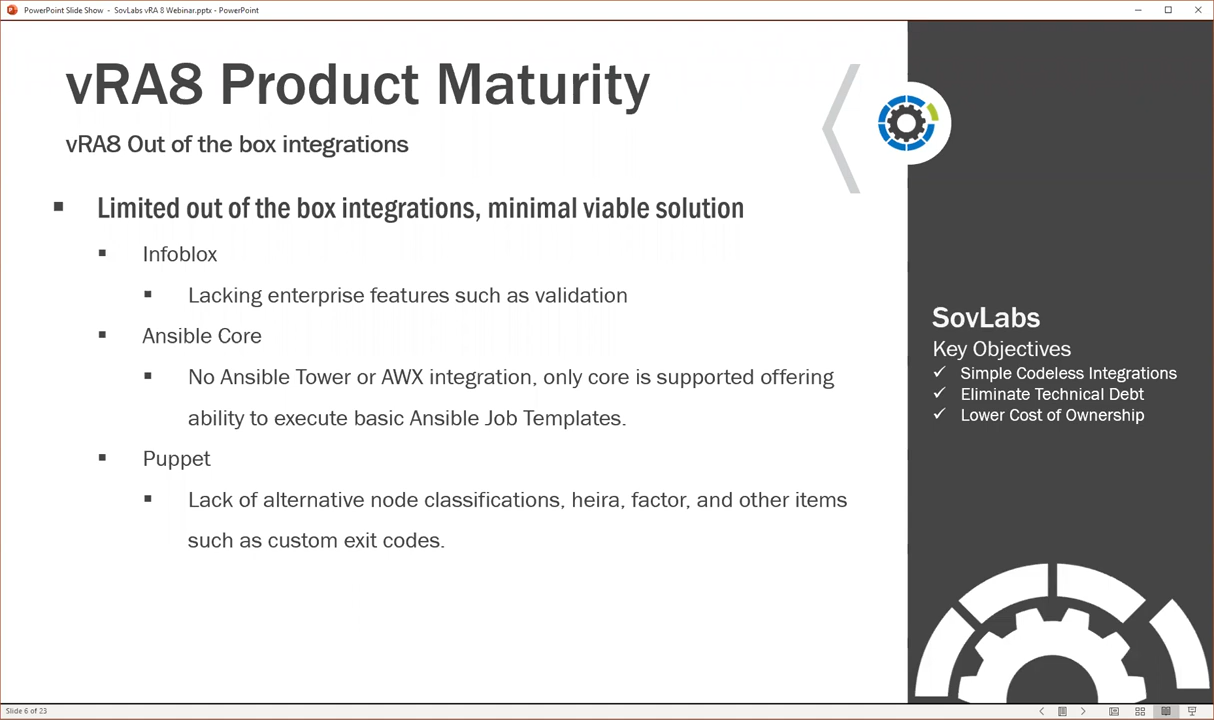 PowerPoint Slide Show - SovLabs vRA 8 Webinar.pptx - PowerPoint
vRA8 Product Maturity
vRA8 Out of the box integrations
Limited out of the box integrations, minimal viable solution
Infoblox
Lacking enterprise features such as validation
Ansible Core
No Ansible Tower or AWX integration, only core is supported offering
ability to execute basic Ansible Job Templates.
Puppet
Lack of alternative node classifications, heira, factor, and other items
such as custom exit codes.
SovLabs
Key Objectives
Simple Codeless Integrations
Eliminate Technical Debt
Lower Cost of Ownership
Slide 6 of 23